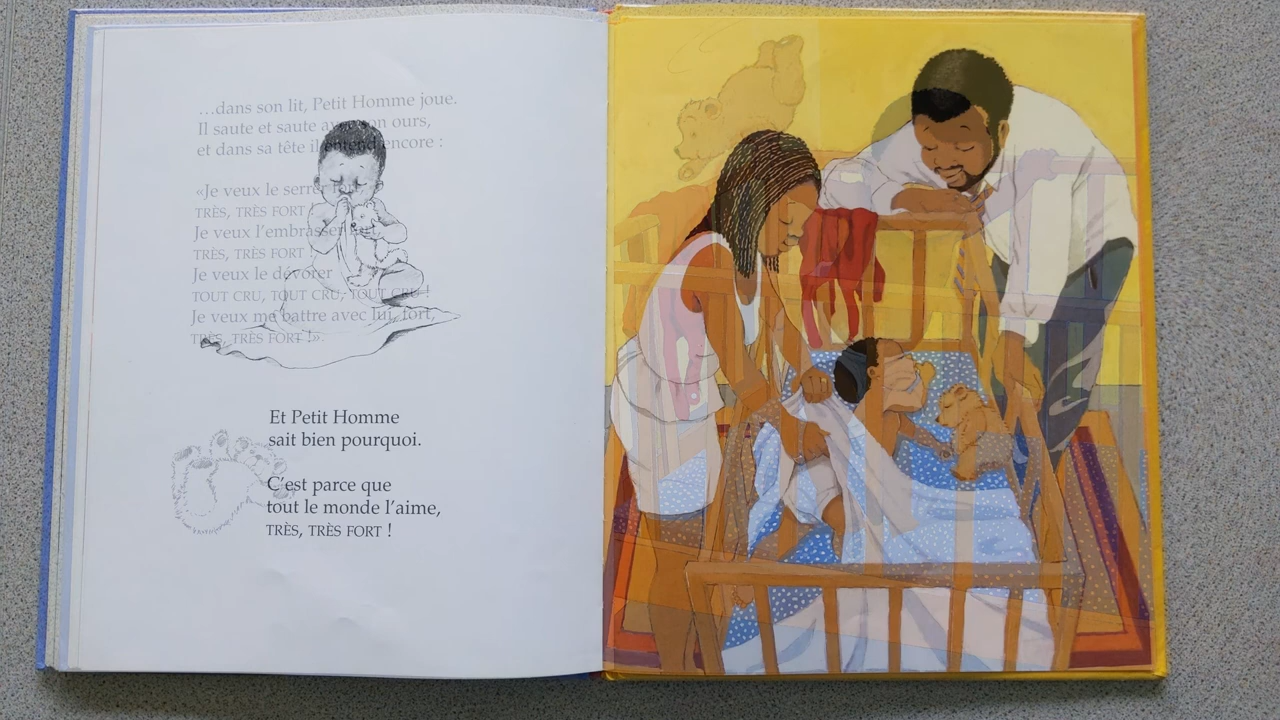 …dans son lit, Petit Homme joue.
Il saute et saute avec son ours,
et dans sa tête il entend encore :
«Je veux le serrer fort
TRÈS, TRÈS FORT !
Je veux l'embrasser
TRÈS, TRÈS FORT !
Je veux le dévorer
TOUT CRU, TOUT CRU, TOUT CRU !
Je veux me battre avec lui, fort,
TRÈS, TRÈS FORT !»
Et Petit Homme
sait bien pourquoi.
C'est parce que
tout le monde l'aime,
TRÈS, TRÈS FORT !